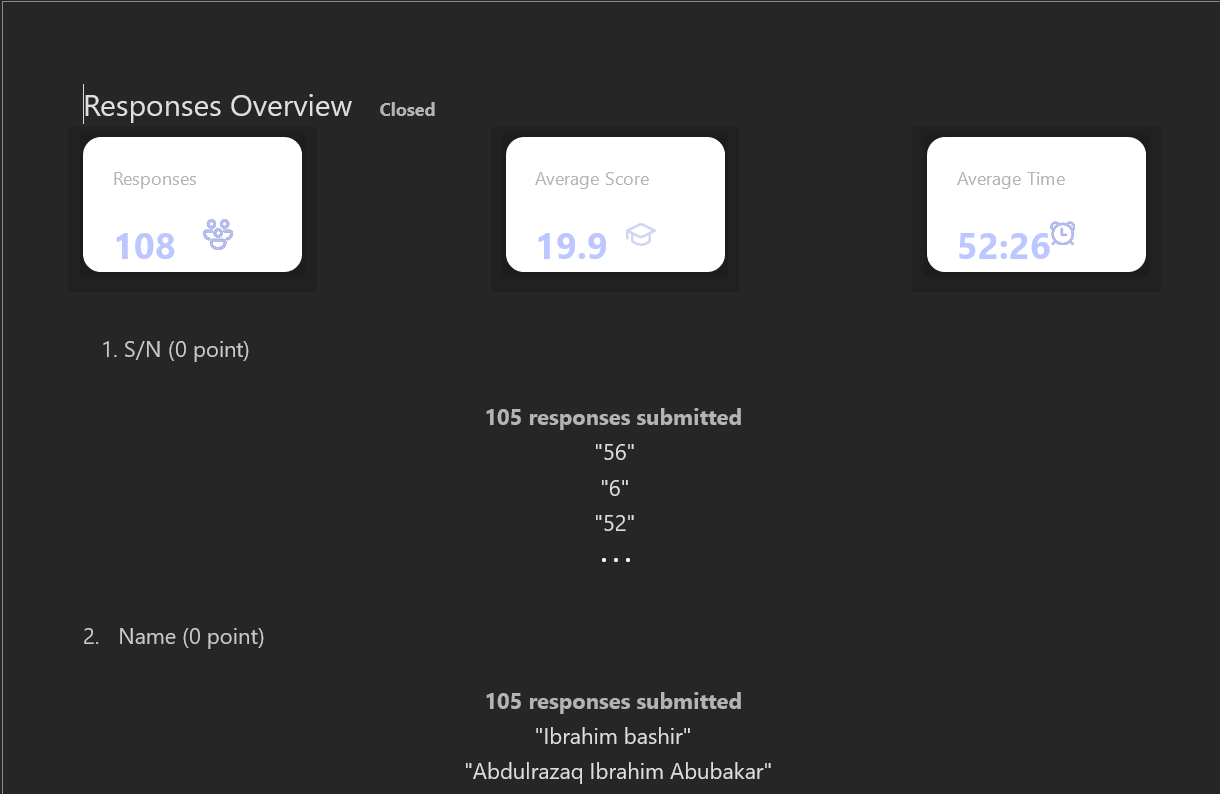 Responses Overview Closed
Responses
108
Average Score
19.9
Average Time
52:26
1. S/N (0 point)
105 responses submitted
"56"
"6"
"52"
...
2. Name (0 point)
105 responses submitted
"Ibrahim bashir"
"Abdulrazaq Ibrahim Abubakar"